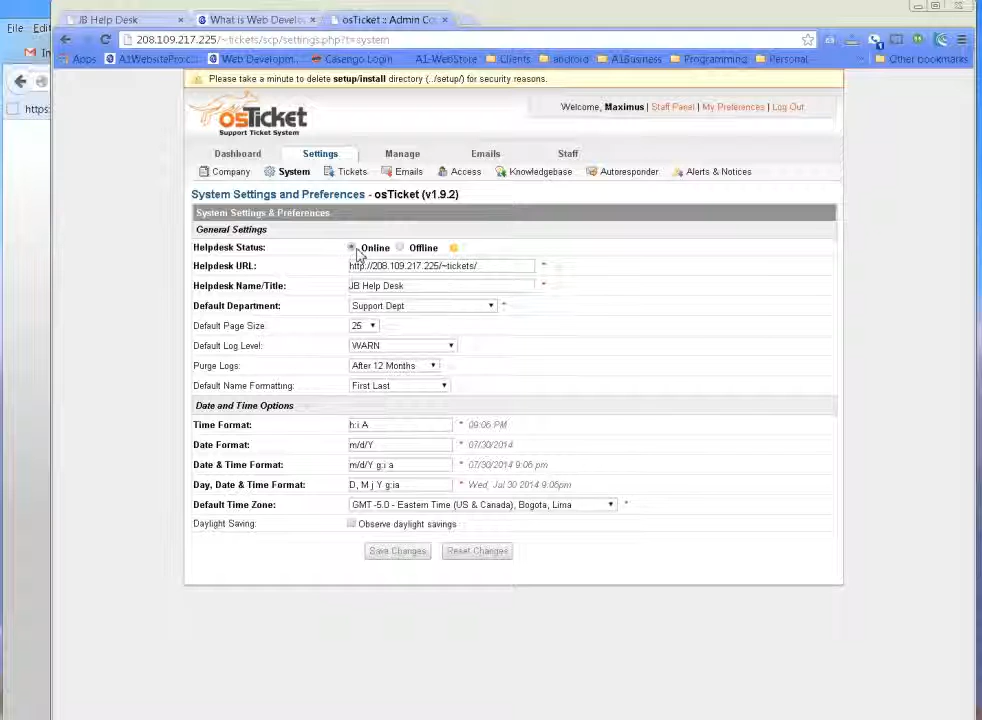 JB Help Desk ×
What is Web Develo ×
osTicket :: Admin Co ×
File Edi
208.109.217.225/~tickets/scp/settings.php?t=system
Apps A1WebsitePro Web Developm... Casengo Login A1-WebStore Clients android A1Business Programming Personal Other bookmarks
https:
Please take a minute to delete setup/install directory (../setup/) for security reasons.
Welcome, Maximus | Staff Panel | My Preferences | Log Out
osTicket
Support Ticket System
Dashboard Settings Manage Emails Staff
Company System Tickets Emails Access Knowledgebase Autoresponder Alerts & Notices
System Settings and Preferences - osTicket (v1.9.2)
System Settings & Preferences
General Settings
Helpdesk Status: Online Offline
Helpdesk URL: http://208.109.217.225/~tickets/ *
Helpdesk Name/Title: JB Help Desk *
Default Department: Support Dept *
Default Page Size: 25
Default Log Level: WARN
Purge Logs: After 12 Months
Default Name Formatting: First Last
Date and Time Options
Time Format: h:i A * 09:06 PM
Date Format: m/d/Y * 07/30/2014
Date & Time Format: m/d/Y g:i a * 07/30/2014 9:06 pm
Day, Date & Time Format: D, M j Y g:ia * Wed, Jul 30 2014 9:06pm
Default Time Zone: GMT -5.0 - Eastern Time (US & Canada), Bogota, Lima *
Daylight Saving: Observe daylight savings
Save Changes Reset Changes